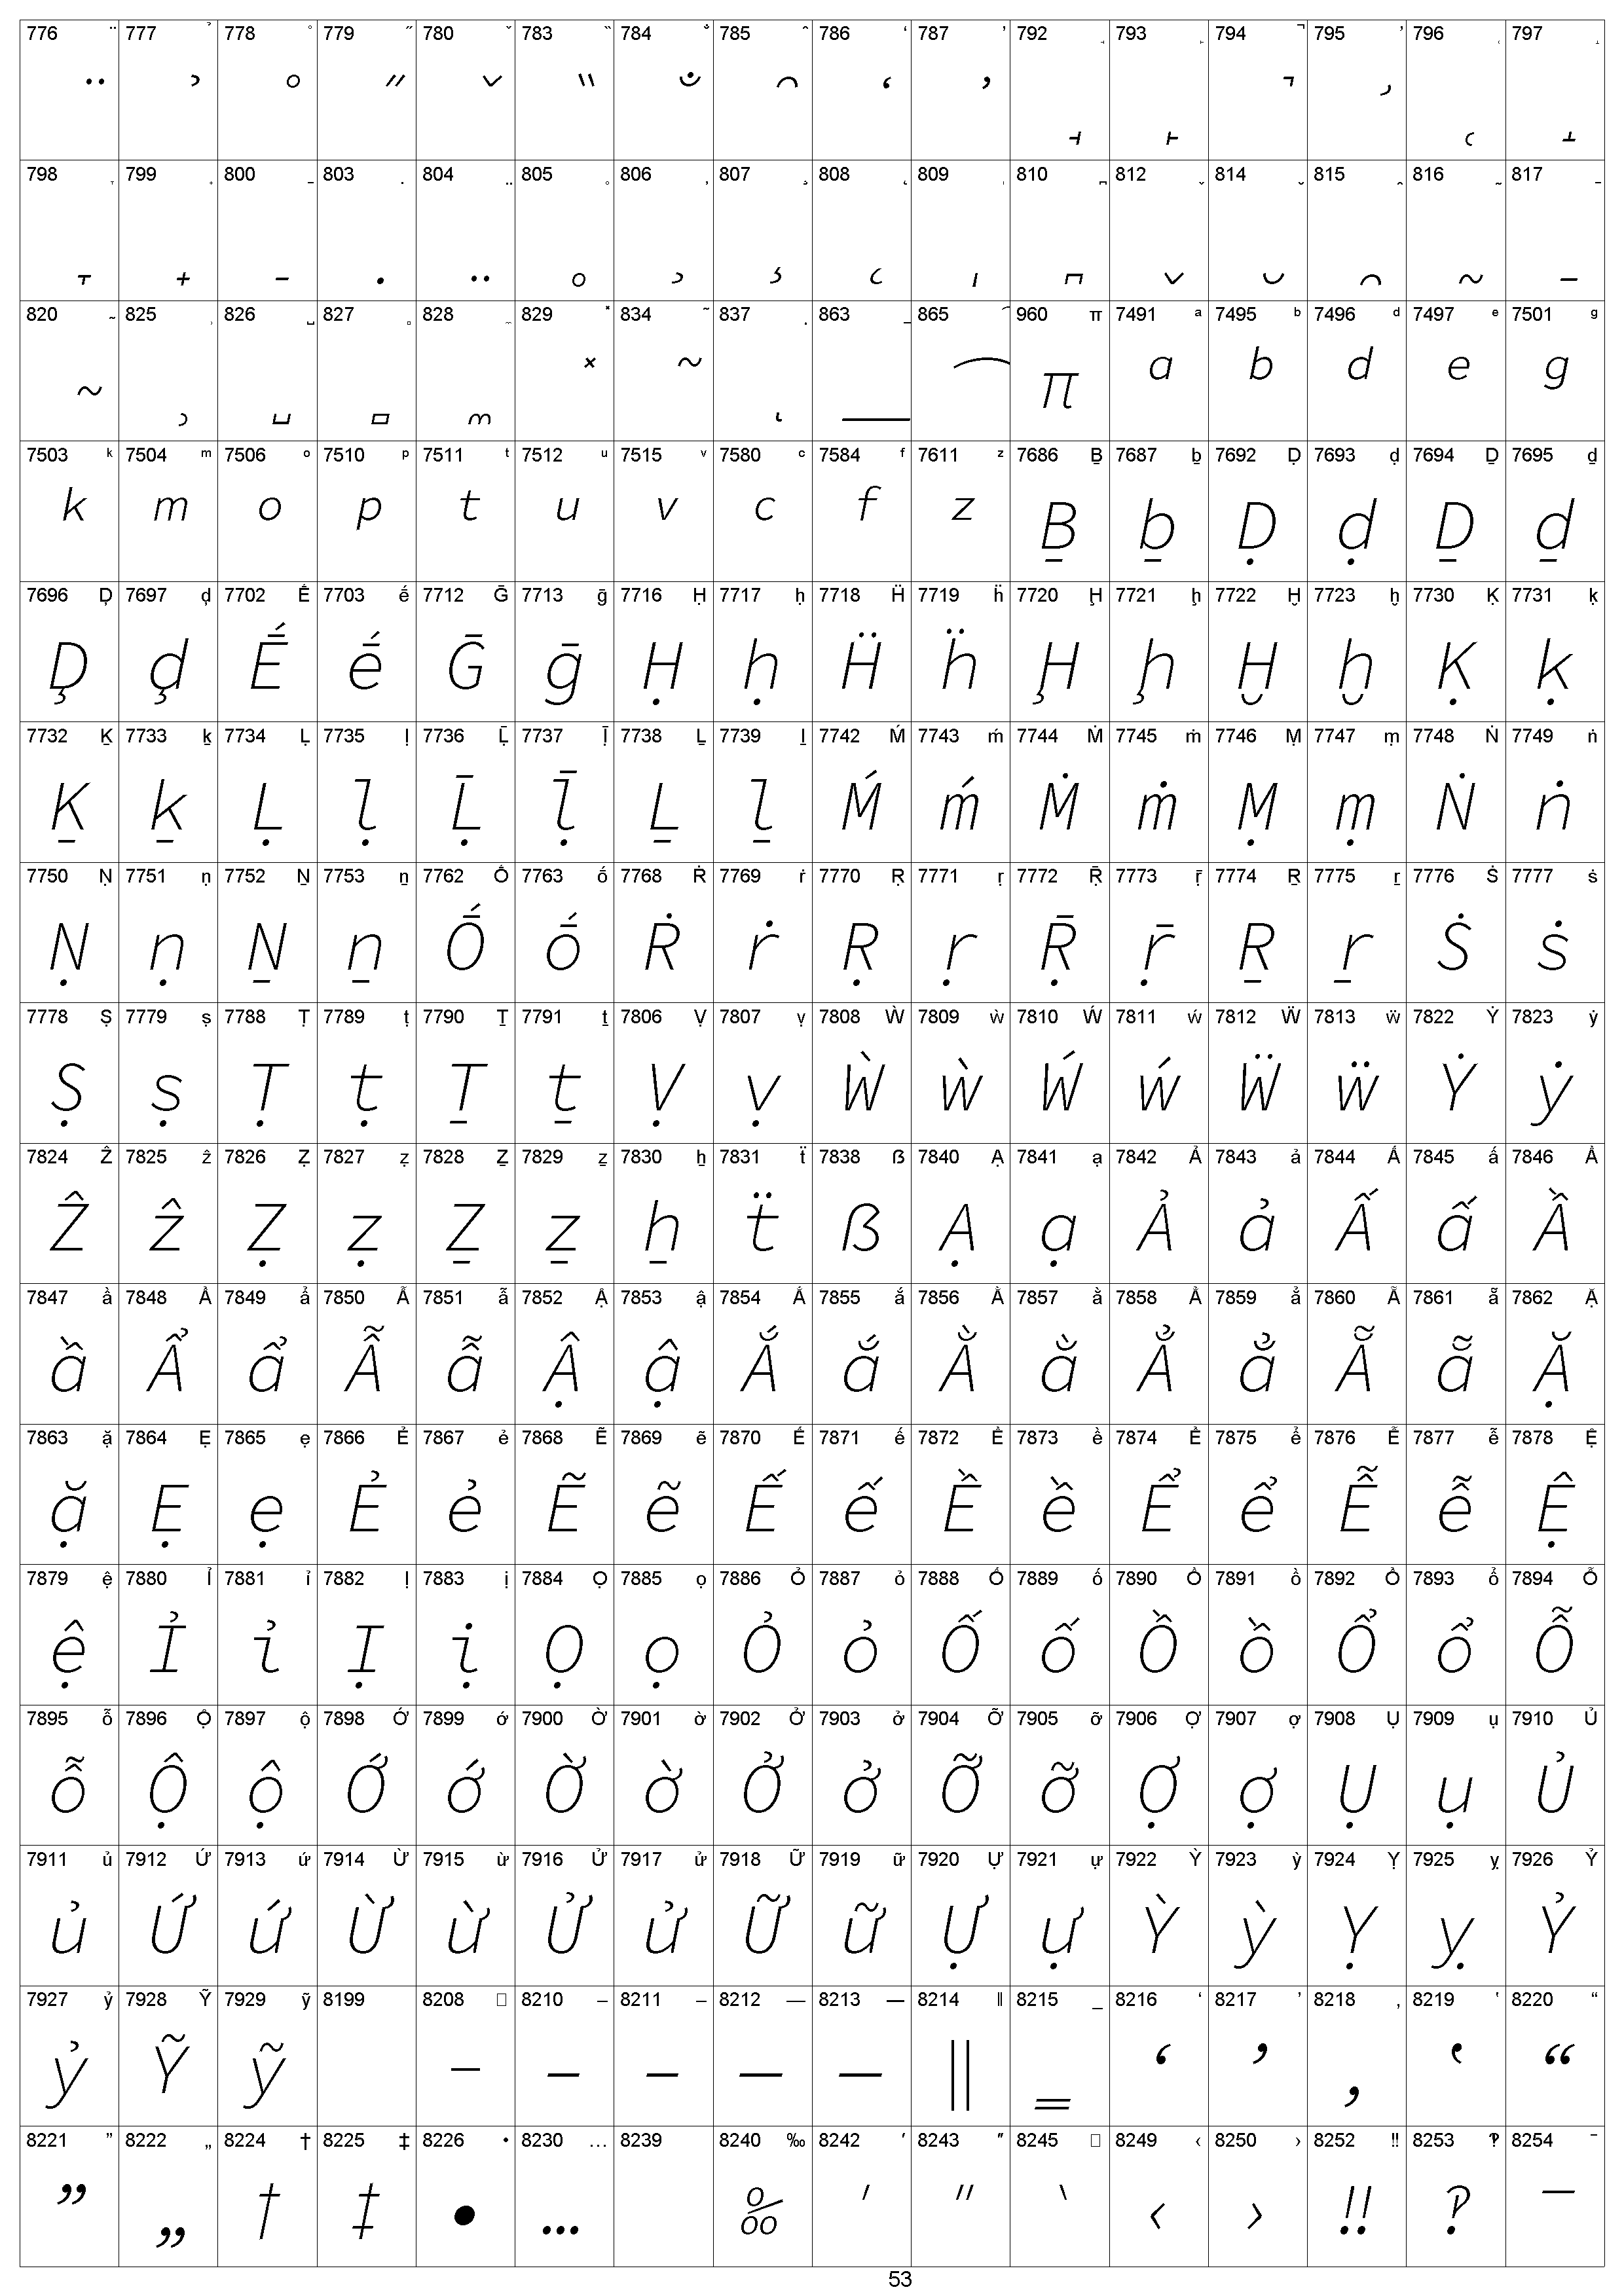 776 ̈ 777 ̉ 778 ̊ 779 ̋ 780 ̌ 783 ̏ 784 ̐ 785 ̑ 786 ̒ 787 ̓ 792 ̘ 793 ̙ 794 ̚ 795 ̛ 796 ̜ 797 ̝
̈ ̉ ̊ ̋ ̌ ̏ ̐ ̑ ̒ ̓ ̘ ̙ ̚ ̛ ̜ ̝
798 ̞ 799 ̟ 800 ̠ 803 ̣ 804 ̤ 805 ̥ 806 ̦ 807 ̧ 808 ̨ 809 ̩ 810 ̪ 812 ̬ 814 ̮ 815 ̯ 816 ̰ 817 ̱
̞ ̟ ̠ ̣ ̤ ̥ ̦ ̧ ̨ ̩ ̪ ̬ ̮ ̯ ̰ ̱
820 ̴ 825 ̹ 826 ̺ 827 ̻ 828 ̼ 829 ̽ 834 ͂ 837 ͅ 863 ͟ 865 ͡ 960 π 7491 ᵃ 7495 ᵇ 7496 ᵈ 7497 ᵉ 7501 ᵍ
̴ ̹ ̺ ̻ ̼ ̽ ͂ ͅ ͟ ͡ π ᵃ ᵇ ᵈ ᵉ ᵍ
7503 ᵏ 7504 ᵐ 7506 ᵒ 7510 ᵖ 7511 ᵗ 7512 ᵘ 7515 ᵛ 7580 ᶜ 7584 ᶠ 7611 ᶻ 7686 Ḇ 7687 ḇ 7692 Ḍ 7693 ḍ 7694 Ḏ 7695 ḏ
ᵏ ᵐ ᵒ ᵖ ᵗ ᵘ ᵛ ᶜ ᶠ ᶻ Ḇ ḇ Ḍ ḍ Ḏ ḏ
7696 Ḑ 7697 ḑ 7702 Ḗ 7703 ḗ 7712 Ḡ 7713 ḡ 7716 Ḥ 7717 ḥ 7718 Ḧ 7719 ḧ 7720 Ḩ 7721 ḩ 7722 Ḫ 7723 ḫ 7730 Ḳ 7731 ḳ
Ḑ ḑ Ḗ ḗ Ḡ ḡ Ḥ ḥ Ḧ ḧ Ḩ ḩ Ḫ ḫ Ḳ ḳ
7732 Ḵ 7733 ḵ 7734 Ḷ 7735 ḷ 7736 Ḹ 7737 ḹ 7738 Ḻ 7739 ḻ 7742 Ḿ 7743 ḿ 7744 Ṁ 7745 ṁ 7746 Ṃ 7747 ṃ 7748 Ṅ 7749 ṅ
Ḵ ḵ Ḷ ḷ Ḹ ḹ Ḻ ḻ Ḿ ḿ Ṁ ṁ Ṃ ṃ Ṅ ṅ
7750 Ṇ 7751 ṇ 7752 Ṉ 7753 ṉ 7762 Ṓ 7763 ṓ 7768 Ṙ 7769 ṙ 7770 Ṛ 7771 ṛ 7772 Ṝ 7773 ṝ 7774 Ṟ 7775 ṟ 7776 Ṡ 7777 ṡ
Ṇ ṇ Ṉ ṉ Ṓ ṓ Ṙ ṙ Ṛ ṛ Ṝ ṝ Ṟ ṟ Ṡ ṡ
7778 Ṣ 7779 ṣ 7788 Ṭ 7789 ṭ 7790 Ṯ 7791 ṯ 7806 Ṿ 7807 ṿ 7808 Ẁ 7809 ẁ 7810 Ẃ 7811 ẃ 7812 Ẅ 7813 ẅ 7822 Ẏ 7823 ẏ
Ṣ ṣ Ṭ ṭ Ṯ ṯ Ṿ ṿ Ẁ ẁ Ẃ ẃ Ẅ ẅ Ẏ ẏ
7824 Ẑ 7825 ẑ 7826 Ẓ 7827 ẓ 7828 Ẕ 7829 ẕ 7830 ẖ 7831 ẗ 7838 ẞ 7840 Ạ 7841 ạ 7842 Ả 7843 ả 7844 Ấ 7845 ấ 7846 Ầ
Ẑ ẑ Ẓ ẓ Ẕ ẕ ẖ ẗ ẞ Ạ ạ Ả ả Ấ ấ Ầ
7847 ầ 7848 Ẩ 7849 ẩ 7850 Ẫ 7851 ẫ 7852 Ậ 7853 ậ 7854 Ắ 7855 ắ 7856 Ằ 7857 ằ 7858 Ẳ 7859 ẳ 7860 Ẵ 7861 ẵ 7862 Ặ
ầ Ẩ ẩ Ẫ ẫ Ậ ậ Ắ ắ Ằ ằ Ẳ ẳ Ẵ ẵ Ặ
7863 ặ 7864 Ẹ 7865 ẹ 7866 Ẻ 7867 ẻ 7868 Ẽ 7869 ẽ 7870 Ế 7871 ế 7872 Ề 7873 ề 7874 Ể 7875 ể 7876 Ễ 7877 ễ 7878 Ệ
ặ Ẹ ẹ Ẻ ẻ Ẽ ẽ Ế ế Ề ề Ể ể Ễ ễ Ệ
7879 ệ 7880 Ỉ 7881 ỉ 7882 Ị 7883 ị 7884 Ọ 7885 ọ 7886 Ỏ 7887 ỏ 7888 Ố 7889 ố 7890 Ồ 7891 ồ 7892 Ổ 7893 ổ 7894 Ỗ
ệ Ỉ ỉ Ị ị Ọ ọ Ỏ ỏ Ố ố Ồ ồ Ổ ổ Ỗ
7895 ỗ 7896 Ộ 7897 ộ 7898 Ớ 7899 ớ 7900 Ờ 7901 ờ 7902 Ở 7903 ở 7904 Ỡ 7905 ỡ 7906 Ợ 7907 ợ 7908 Ụ 7909 ụ 7910 Ủ
ỗ Ộ ộ Ớ ớ Ờ ờ Ở ở Ỡ ỡ Ợ ợ Ụ ụ Ủ
7911 ủ 7912 Ứ 7913 ứ 7914 Ừ 7915 ừ 7916 Ử 7917 ử 7918 Ữ 7919 ữ 7920 Ự 7921 ự 7922 Ỳ 7923 ỳ 7924 Ỵ 7925 ỵ 7926 Ỷ
ủ Ứ ứ Ừ ừ Ử ử Ữ ữ Ự ự Ỳ ỳ Ỵ ỵ Ỷ
7927 ỷ 7928 Ỹ 7929 ỹ 8199 8208 □ 8210 ‒ 8211 – 8212 — 8213 ― 8214 ‖ 8215 ‗ 8216 ‘ 8217 ’ 8218 ‚ 8219 ‛ 8220 “
ỷ Ỹ ỹ ‐ ‒ – — ― ‖ ‗ ‘ ’ ‚ ‛ “
8221 ” 8222 „ 8224 † 8225 ‡ 8226 • 8230 … 8239 8240 ‰ 8242 ′ 8243 ″ 8245 □ 8249 ‹ 8250 › 8252 ‼ 8253 ‽ 8254 ‾
” „ † ‡ • … ‰ ′ ″ ‵ ‹ › ‼ ‽ ‾
53